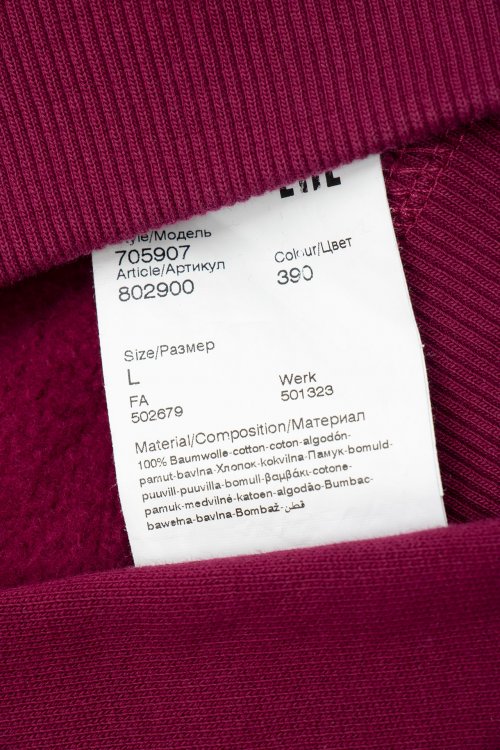 Style/Модель
705907
Article/Артикул
802900
Colour/Цвет
390
Size/Размер
L
FA
502679
Werk
501323
Material/Composition/Материал
100% Baumwolle-cotton-coton-algodón-
pamut-bavlna-Хлопок-kokvilna-Памук-bomuld-
puuvill-puuvilla-bomull-βαμβάκι-cotone-
pamuk-medvilnė-katoen-algodão-Bumbac-
bawełna-bavlna-Bombaž-قطن